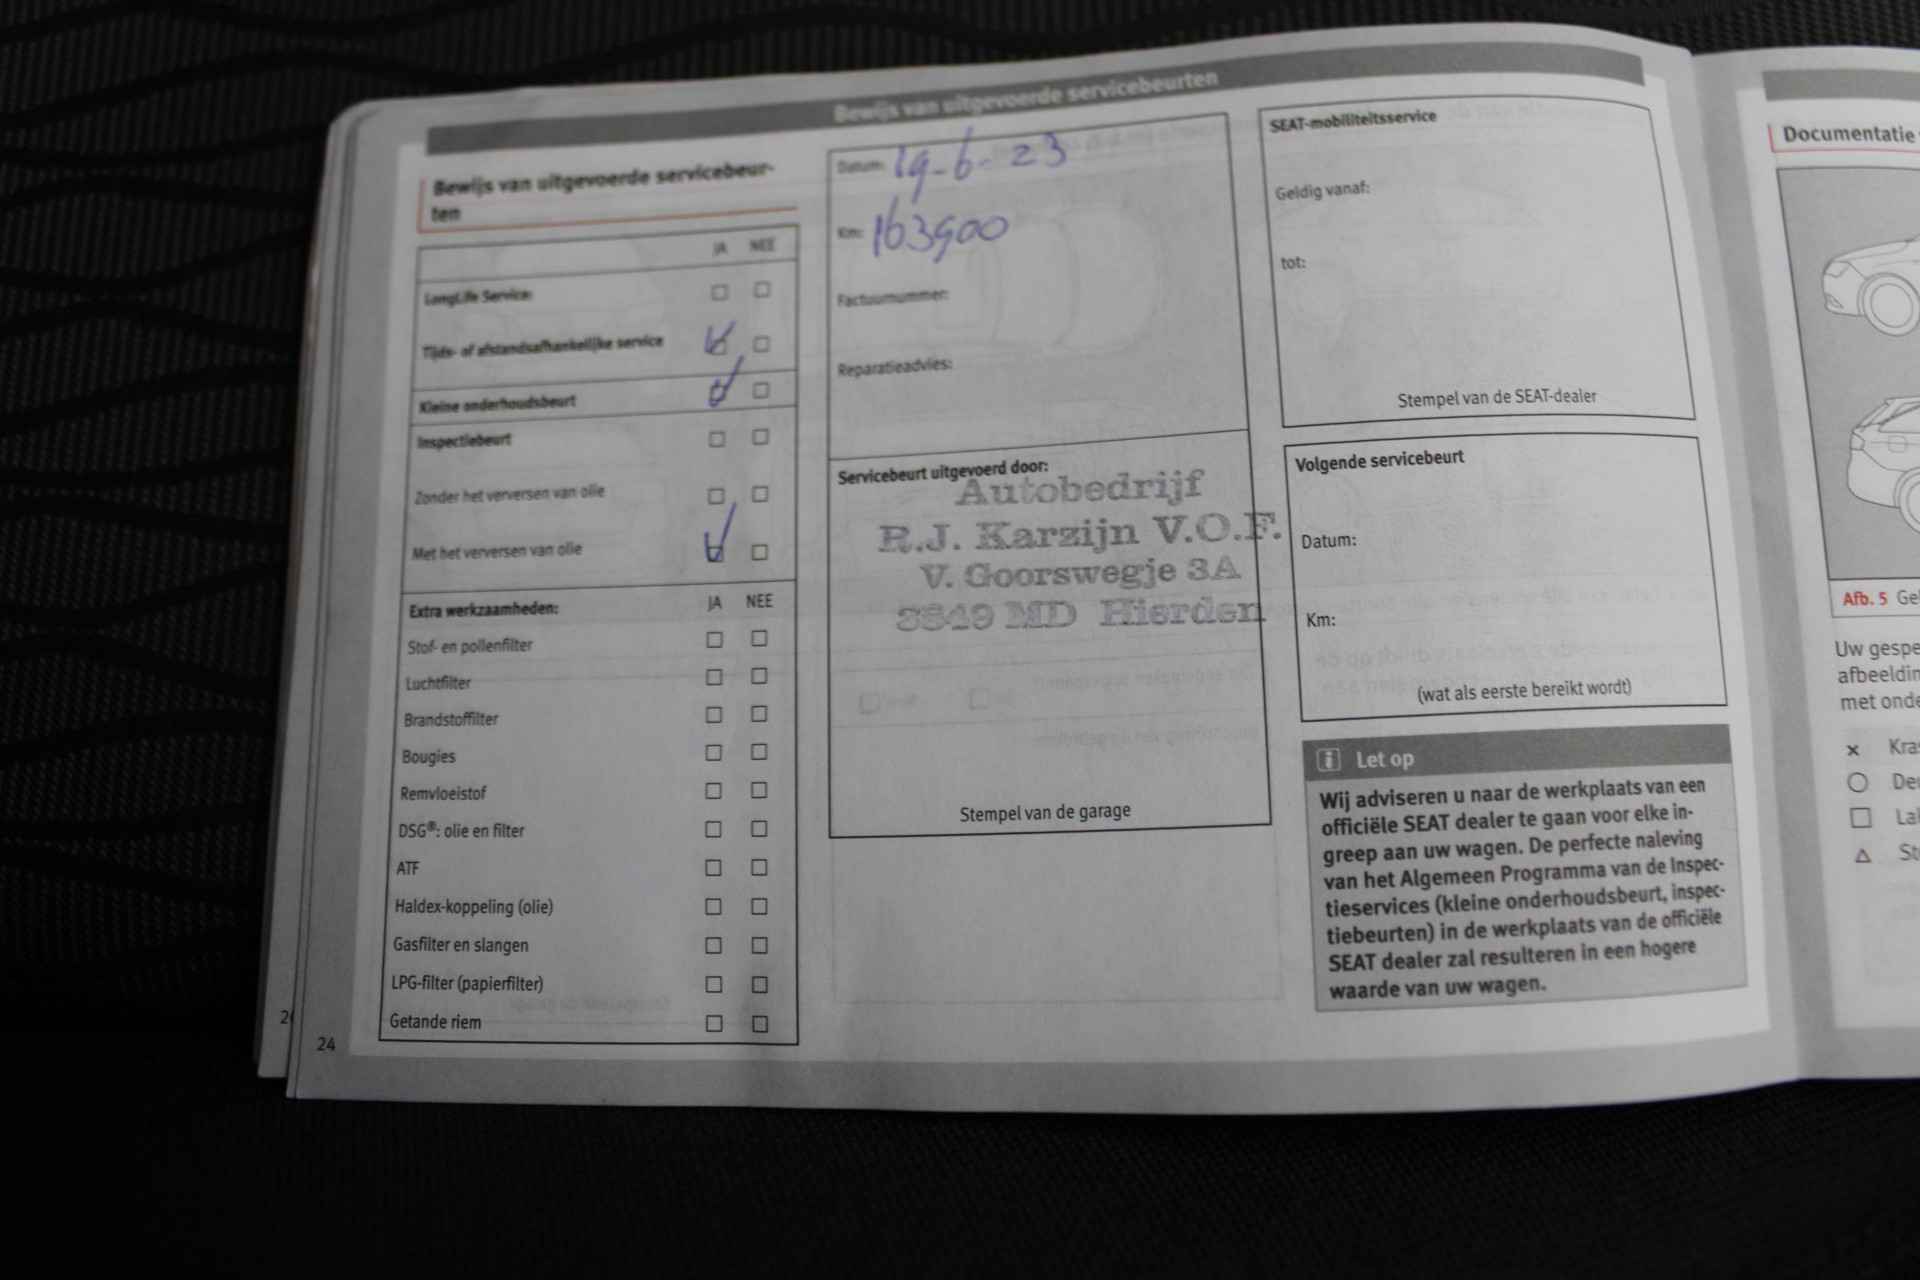 Bewijs van uitgevoerde servicebeurten
Bewijs van uitgevoerde servicebeur-
ten
JA NEE
LongLife Service:
Tijds- of afstandsafhankelijke service
Kleine onderhoudsbeurt
Inspectiebeurt
Zonder het verversen van olie
Met het verversen van olie
Extra werkzaamheden: JA NEE
Stof- en pollenfilter
Luchtfilter
Brandstoffilter
Bougies
Remvloeistof
DSG®: olie en filter
ATF
Haldex-koppeling (olie)
Gasfilter en slangen
LPG-filter (papierfilter)
Getande riem
24
Datum: 19-6-23
Km: 163900
Factuurnummer:
Reparatieadvies:
Servicebeurt uitgevoerd door:
Autobedrijf
R.J. Karzijn V.O.F.
V. Goorswegje 3A
3849 MD Hierden
Stempel van de garage
SEAT-mobiliteitsservice
Geldig vanaf:
tot:
Stempel van de SEAT-dealer
Volgende servicebeurt
Datum:
Km:
(wat als eerste bereikt wordt)
i Let op
Wij adviseren u naar de werkplaats van een
officiële SEAT dealer te gaan voor elke in-
greep aan uw wagen. De perfecte naleving
van het Algemeen Programma van de Inspec-
tieservices (kleine onderhoudsbeurt, inspec-
tiebeurten) in de werkplaats van de officiële
SEAT dealer zal resulteren in een hogere
waarde van uw wagen.
Documentatie
Afb. 5
Uw
met